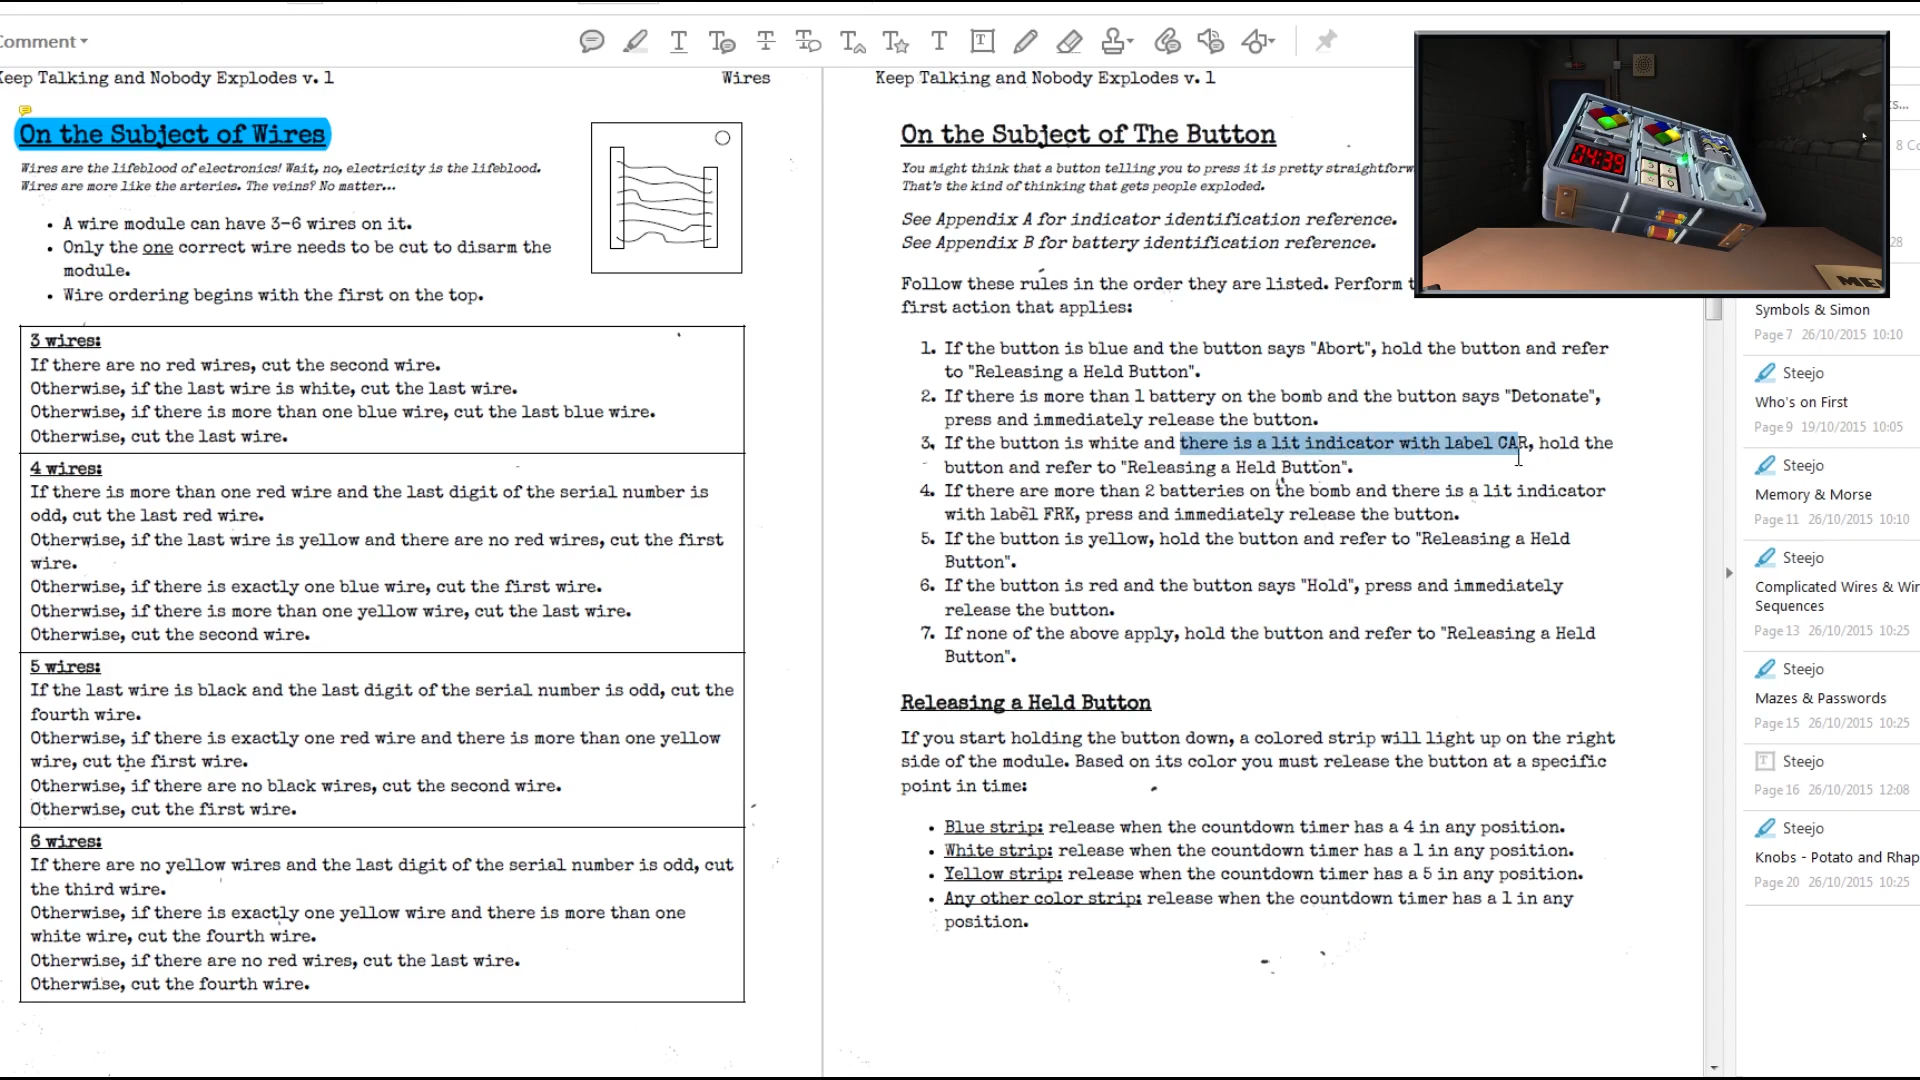 Comment
Keep Talking and Nobody Explodes v. 1
Wires
On the Subject of Wires
Wires are the lifeblood of electronics! Wait, no, electricity is the lifeblood.
Wires are more like the arteries. The veins? No matter...
• A wire module can have 3-6 wires on it.
• Only the one correct wire needs to be cut to disarm the
module.
• Wire ordering begins with the first on the top.
3 wires:
If there are no red wires, cut the second wire.
Otherwise, if the last wire is white, cut the last wire.
Otherwise, if there is more than one blue wire, cut the last blue wire.
Otherwise, cut the last wire.
4 wires:
If there is more than one red wire and the last digit of the serial number is
odd, cut the last red wire.
Otherwise, if the last wire is yellow and there are no red wires, cut the first
wire.
Otherwise, if there is exactly one blue wire, cut the first wire.
Otherwise, if there is more than one yellow wire, cut the last wire.
Otherwise, cut the second wire.
5 wires:
If the last wire is black and the last digit of the serial number is odd, cut the
fourth wire.
Otherwise, if there is exactly one red wire and there is more than one yellow
wire, cut the first wire.
Otherwise, if there are no black wires, cut the second wire.
Otherwise, cut the first wire.
6 wires:
If there are no yellow wires and the last digit of the serial number is odd, cut
the third wire.
Otherwise, if there is exactly one yellow wire and there is more than one
white wire, cut the fourth wire.
Otherwise, if there are no red wires, cut the last wire.
Otherwise, cut the fourth wire.
Keep Talking and Nobody Explodes v. 1
On the Subject of The Button
You might think that a button telling you to press it is pretty straightforw
That's the kind of thinking that gets people exploded.
See Appendix A for indicator identification reference.
See Appendix B for battery identification reference.
Follow these rules in the order they are listed. Perform t
first action that applies:
1. If the button is blue and the button says "Abort", hold the button and refer
to "Releasing a Held Button".
2. If there is more than 1 battery on the bomb and the button says "Detonate",
press and immediately release the button.
3. If the button is white and there is a lit indicator with label CAR, hold the
button and refer to "Releasing a Held Button".
4. If there are more than 2 batteries on the bomb and there is a lit indicator
with label FRK, press and immediately release the button.
5. If the button is yellow, hold the button and refer to "Releasing a Held
Button".
6. If the button is red and the button says "Hold", press and immediately
release the button.
7. If none of the above apply, hold the button and refer to "Releasing a Held
Button".
Releasing a Held Button
If you start holding the button down, a colored strip will light up on the right
side of the module. Based on its color you must release the button at a specific
point in time:
• Blue strip: release when the countdown timer has a 4 in any position.
• White strip: release when the countdown timer has a 1 in any position.
• Yellow strip: release when the countdown timer has a 5 in any position.
• Any other color strip: release when the countdown timer has a 1 in any
position.
04:39
ME
8 Co
28
Symbols & Simon
Page 7 26/10/2015 10:10
Steejo
Who's on First
Page 9 19/10/2015 10:05
Steejo
Memory & Morse
Page 11 26/10/2015 10:10
Steejo
Complicated Wires & Wir
Sequences
Page 13 26/10/2015 10:25
Steejo
Mazes & Passwords
Page 15 26/10/2015 10:25
Steejo
Page 16 26/10/2015 12:08
Steejo
Knobs - Potato and Rhap
Page 20 26/10/2015 10:25